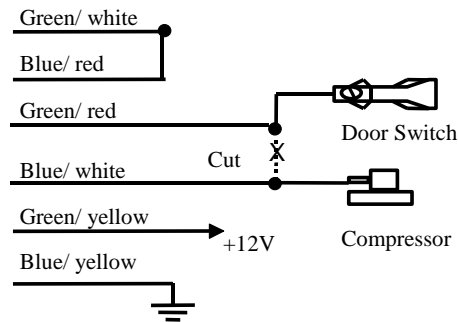 Green/ white
Blue/ red
Green/ red
Door Switch
Cut
X
Blue/ white
Green/ yellow
+12V
Compressor
Blue/ yellow